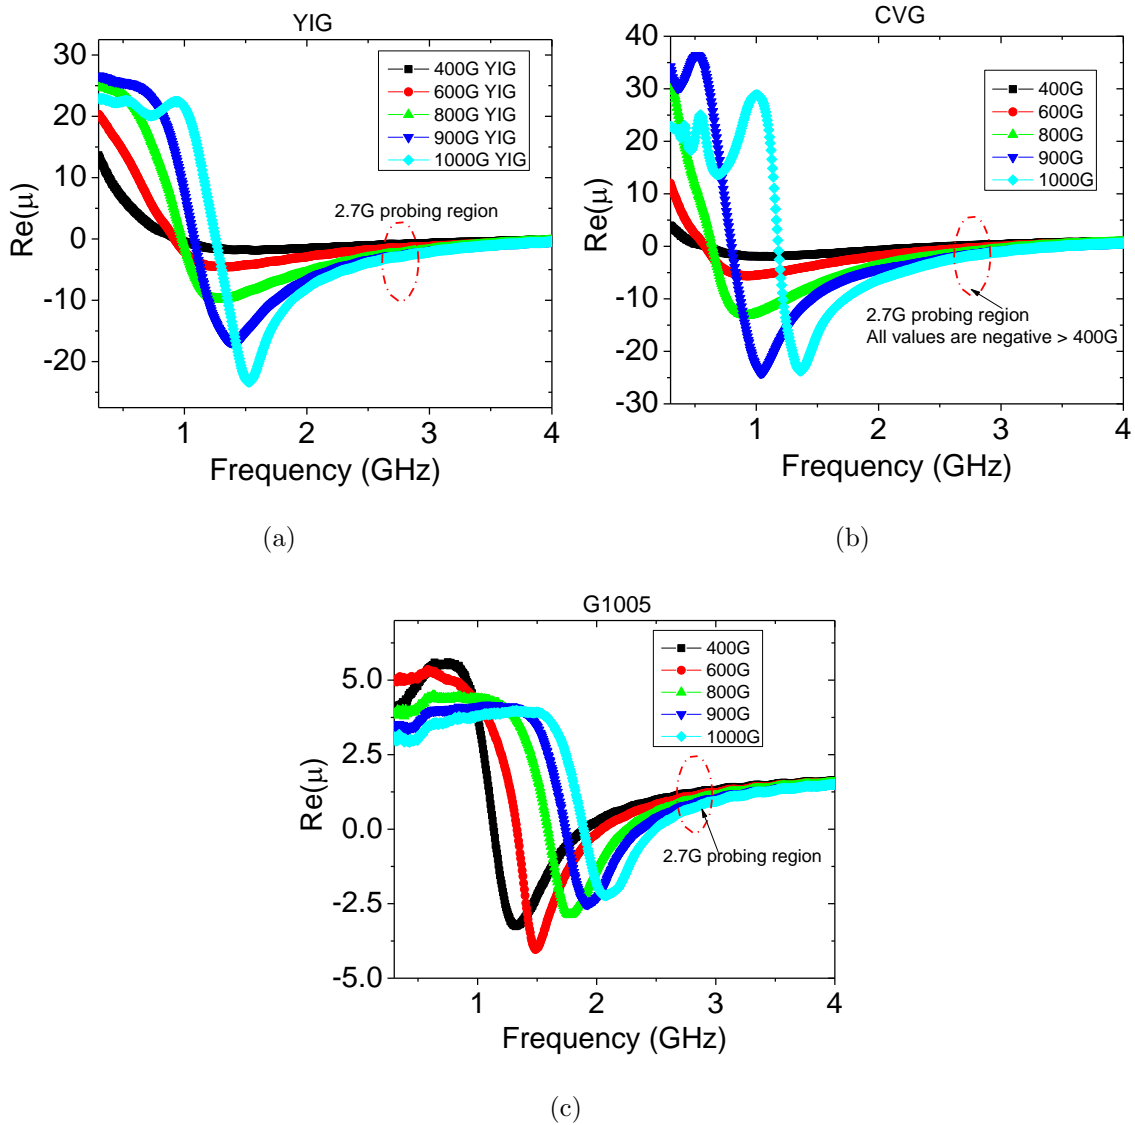 YIG
30
20
10
0
-10
-20
Re(μ)
400G YIG
600G YIG
800G YIG
900G YIG
1000G YIG
2.7G probing region
1
2
3
4
Frequency (GHz)
(a)
CVG
40
30
20
10
0
-10
-20
-30
Re(μ)
400G
600G
800G
900G
1000G
2.7G probing region
All values are negative > 400G
1
2
3
4
Frequency (GHz)
(b)
G1005
5.0
2.5
0.0
-2.5
-5.0
Re(μ)
400G
600G
800G
900G
1000G
2.7G probing region
1
2
3
4
Frequency (GHz)
(c)